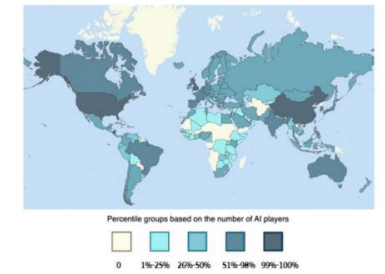 Percentile groups based on the number of AI players
0 1%-25% 26%-50% 51%-98% 99%-100%